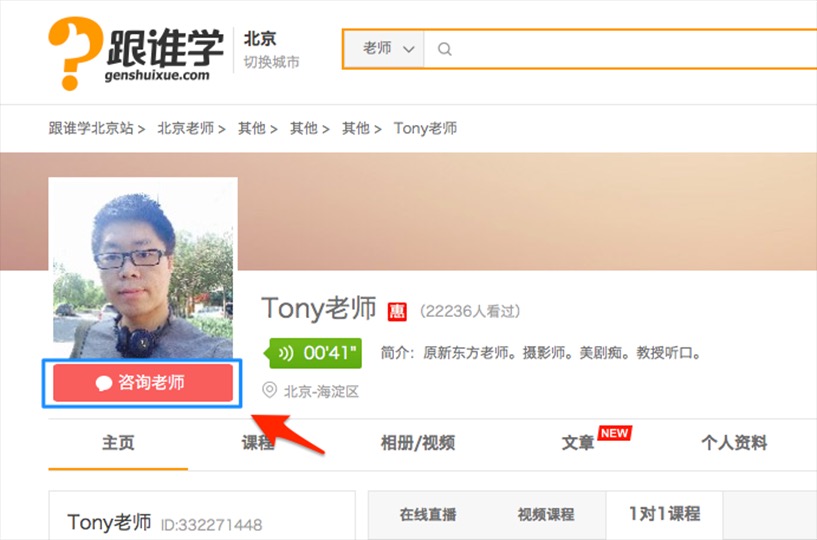 跟谁学
genshuixue.com
北京
切换城市
老师
跟谁学北京站 > 北京老师 > 其他 > 其他 > 其他 > Tony老师
Tony老师 惠 (22236人看过)
00'41" 简介：原新东方老师。摄影师。美剧痴。教授听口。
咨询老师
北京-海淀区
主页 课程 相册/视频 文章 NEW 个人资料
Tony老师 ID:332271448
在线直播 视频课程 1对1课程